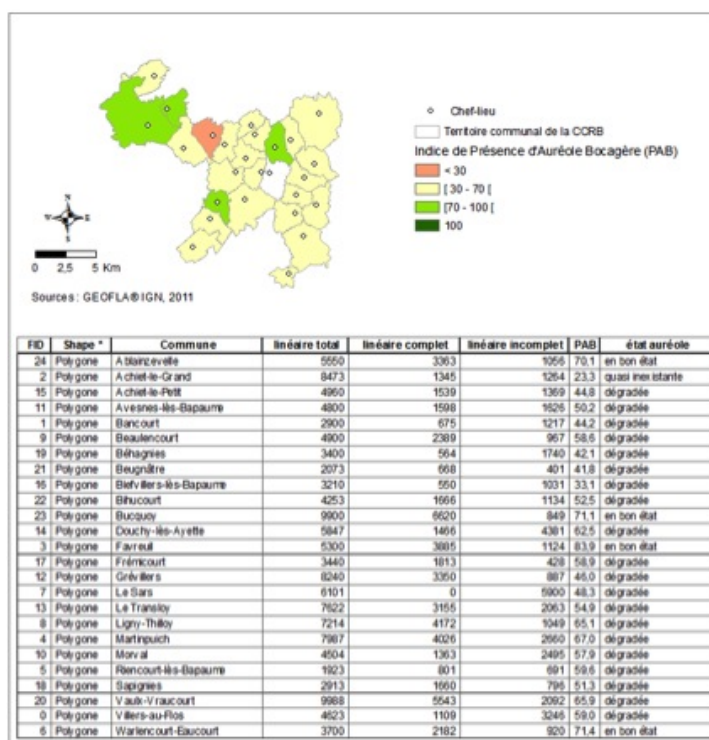 Chef-lieu
Territoire communal de la CCRB
Indice de Présence d'Auréole Bocagère (PAB)
< 30
[ 30 - 70 [
[70 - 100 [
100
N
E
S
0 2,5 5 Km
Sources : GEOFLA®IGN, 2011
FID Shape * Commune linéaire total linéaire complet linéaire incomplet PAB état auréole
24 Polygone Ablainzevelle 5550 3363 1056 70,1 en bon état
2 Polygone Achiet-le-Grand 8473 1345 1264 23,3 quasi inexistante
15 Polygone Achiet-le-Petit 4960 1539 1369 44,8 dégradée
11 Polygone Avesnes-lès-Bapaume 4800 1598 1626 50,2 dégradée
1 Polygone Bancourt 2900 675 1217 44,2 dégradée
9 Polygone Beaulencourt 4900 2389 967 58,6 dégradée
19 Polygone Béhagnies 3400 564 1740 42,1 dégradée
21 Polygone Beugnâtre 2073 668 401 41,8 dégradée
16 Polygone Biefvillers-lès-Bapaume 3210 550 1031 33,1 dégradée
22 Polygone Bihucourt 4253 1666 1134 52,5 dégradée
23 Polygone Bucquoy 9900 6620 849 71,1 en bon état
14 Polygone Douchy-lès-Ayette 5847 1466 4381 62,5 dégradée
3 Polygone Favreuil 5300 3885 1124 83,9 en bon état
17 Polygone Frémicourt 3440 1813 428 58,9 dégradée
12 Polygone Grévillers 8240 3350 887 46,0 dégradée
7 Polygone Le Sars 6101 0 5900 48,3 dégradée
13 Polygone Le Transloy 7622 3155 2063 54,9 dégradée
8 Polygone Ligny-Thilloy 7214 4172 1049 65,1 dégradée
4 Polygone Martinpuich 7987 4026 2660 67,0 dégradée
10 Polygone Morval 4504 1363 2495 57,9 dégradée
5 Polygone Riencourt-lès-Bapaume 1923 801 691 59,6 dégradée
18 Polygone Sapignies 2913 1660 796 51,3 dégradée
20 Polygone Vaulx-Vraucourt 9988 5543 2092 65,9 dégradée
0 Polygone Villers-au-Flos 4623 1109 3246 59,0 dégradée
6 Polygone Warlencourt-Eaucourt 3700 2182 920 71,4 en bon état